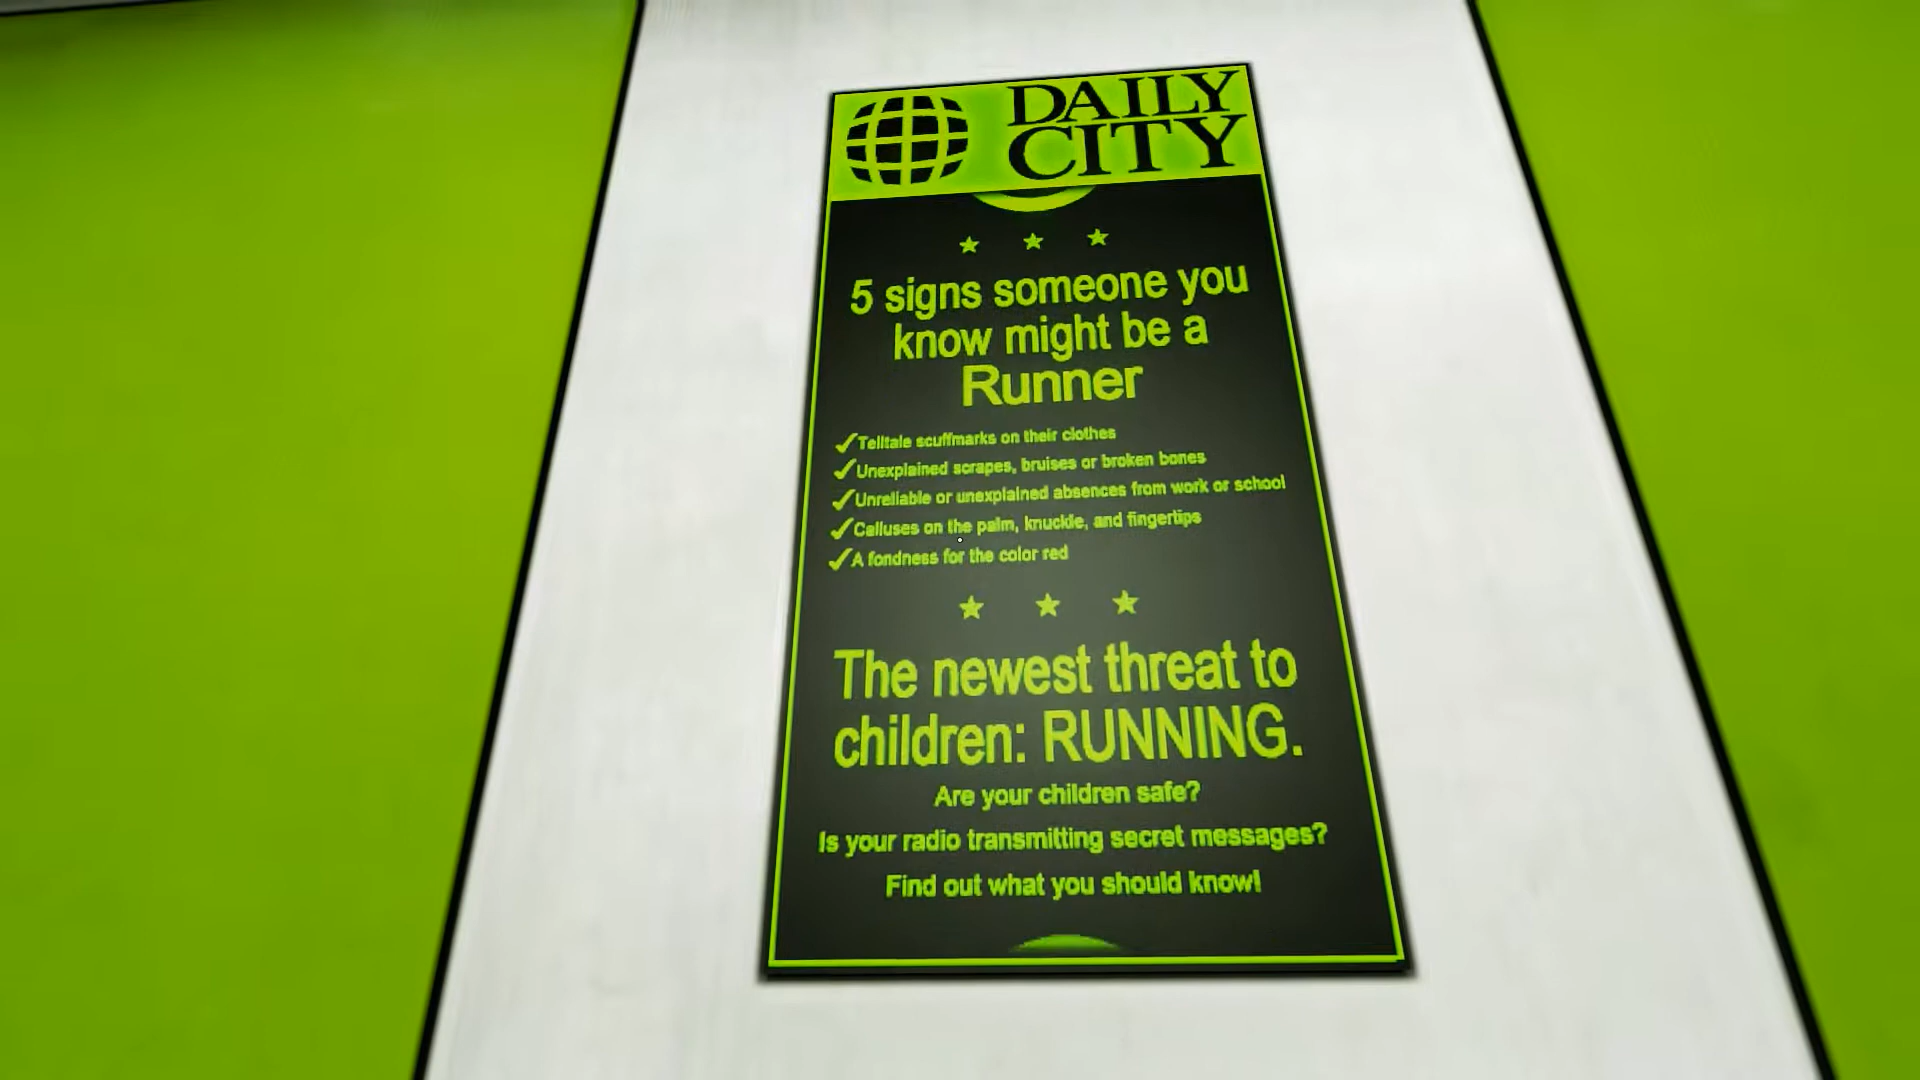 DAILY
CITY
5 signs someone you
know might be a
Runner
Telltale scuffmarks on their clothes
Unexplained scrapes, bruises or broken bones
Unreliable or unexplained absences from work or school
Calluses on the palm, knuckle, and fingertips
A fondness for the color red
The newest threat to
children: RUNNING.
Are your children safe?
Is your radio transmitting secret messages?
Find out what you should know!